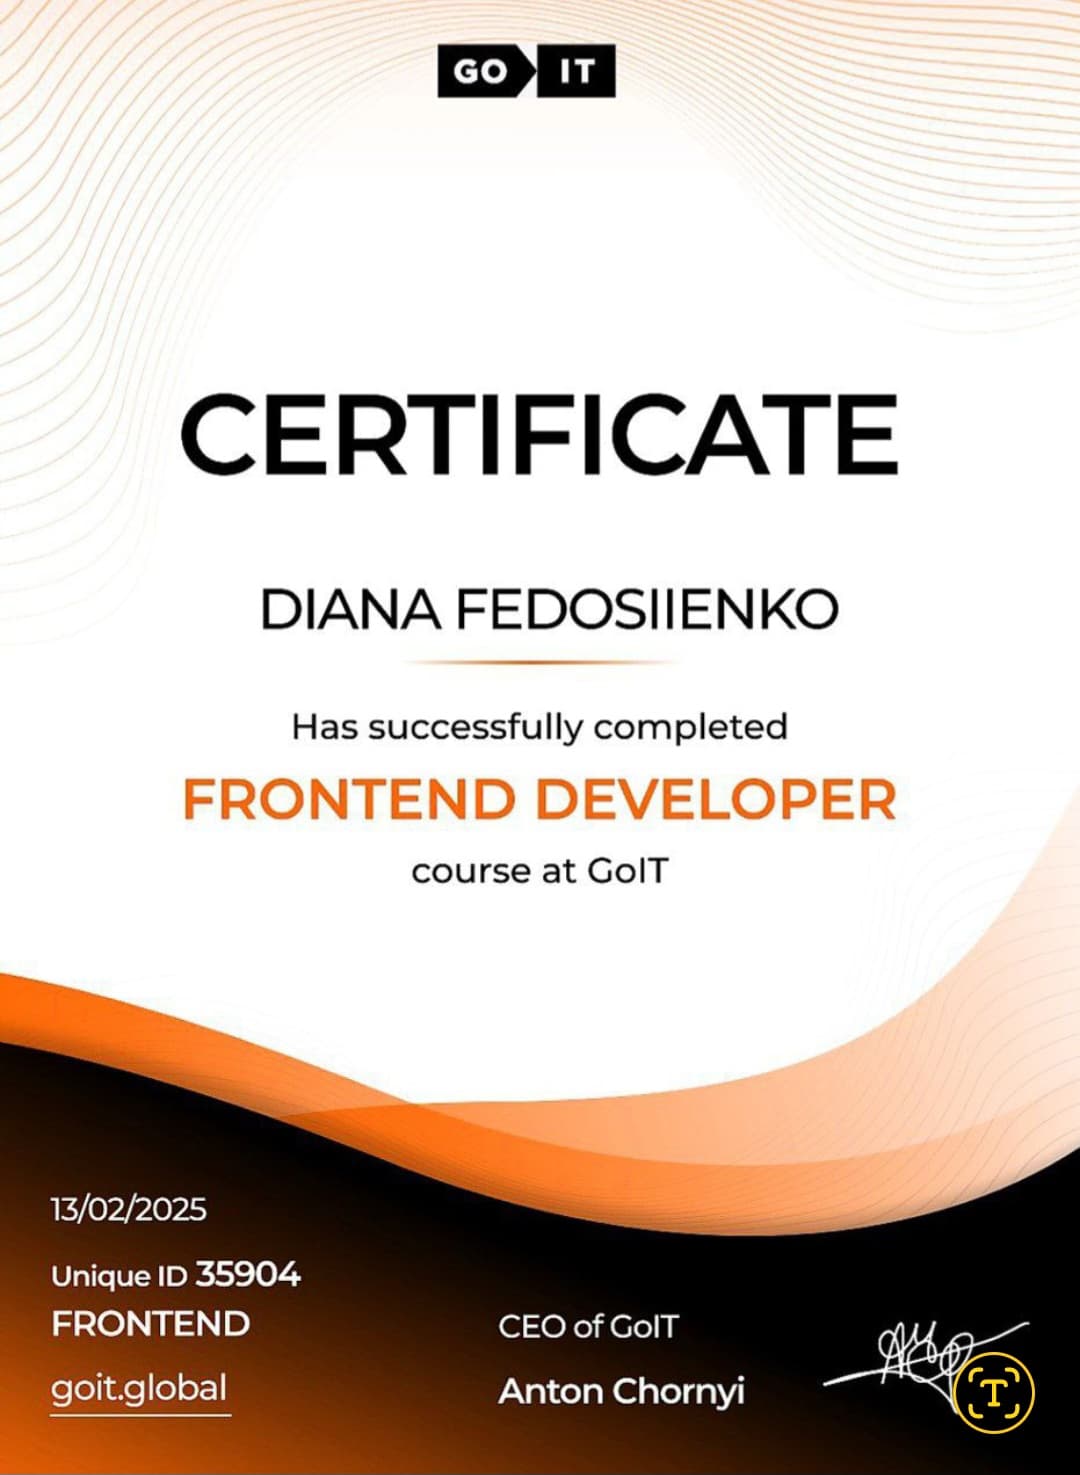 GO IT
CERTIFICATE
DIANA FEDOSIIENKO
Has successfully completed
FRONTEND DEVELOPER
course at GoIT
13/02/2025
Unique ID 35904
FRONTEND
goit.global
CEO of GoIT
Anton Chornyi